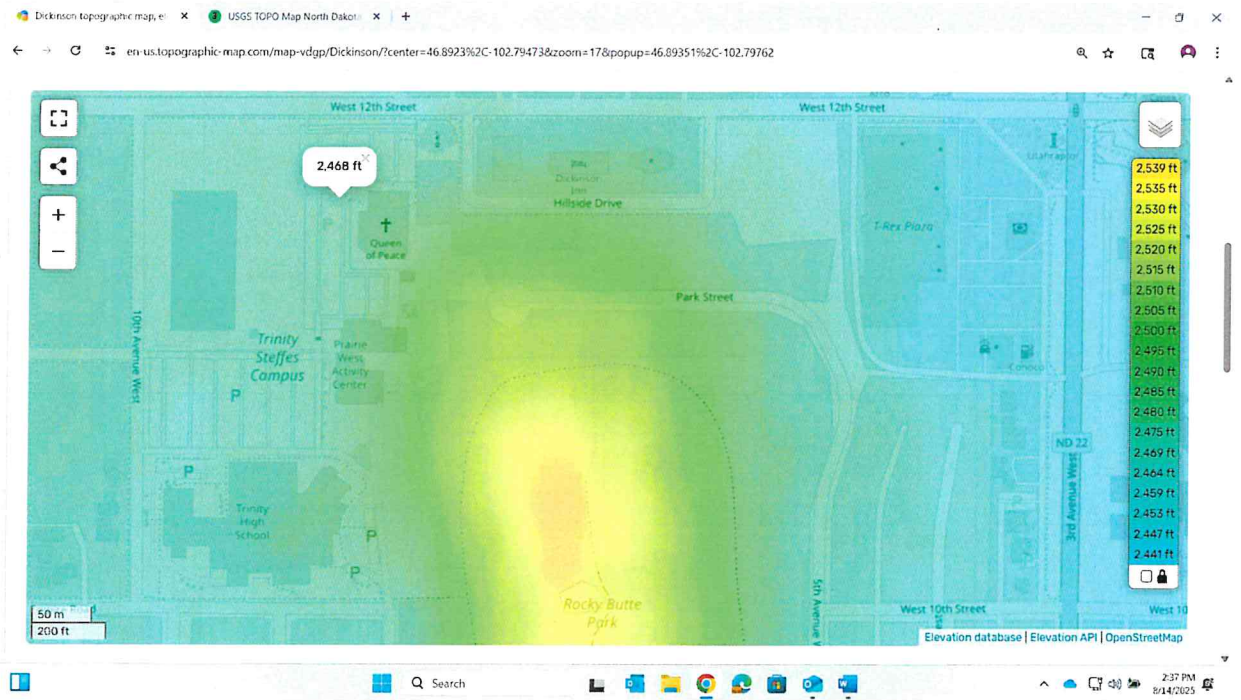 Dickinson topographic map, e
USGS TOPO Map North Dakota
en-us.topographic-map.com/map-vdgp/Dickinson/?center=46.8923%2C-102.79473&zoom=17&popup=46.89351%2C-102.79762
West 12th Street
West 12th Street
2,468 ft
Dickinson
Inn
Hillside Drive
Queen
of Peace
T-Rex Plaza
Park Street
10th Avenue West
Trinity
Steffes
Campus
Prairie
West
Activity
Center
P
P
Conoco
ND 22
3rd Avenue West
P
Trinity
High
School
P
P
P
Rocky Butte
Park
5th Avenue W
West 10th Street
West 10
Road
50 m
200 ft
2,539 ft
2,535 ft
2,530 ft
2,525 ft
2,520 ft
2,515 ft
2,510 ft
2,505 ft
2,500 ft
2,495 ft
2,490 ft
2,485 ft
2,480 ft
2,475 ft
2,469 ft
2,464 ft
2,459 ft
2,453 ft
2,447 ft
2,441 ft
Elevation database | Elevation API | OpenStreetMap
Search
2:37 PM
8/14/2025